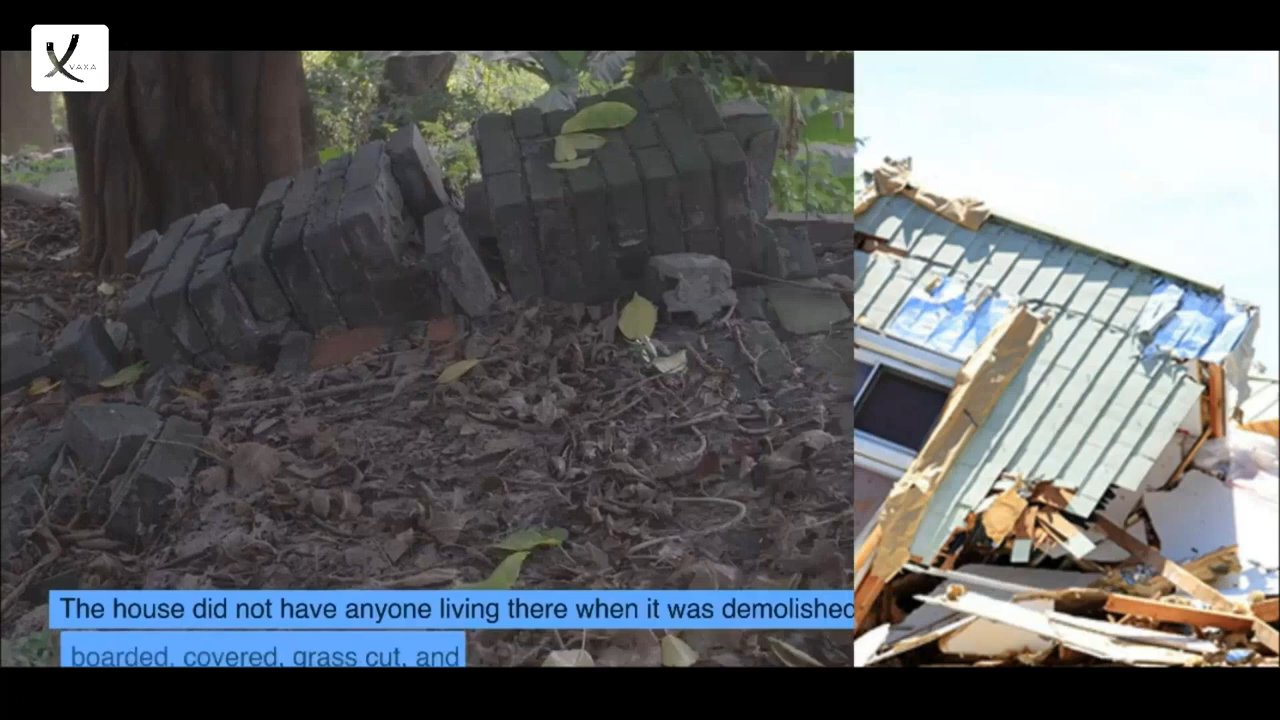 VAXA
The house did not have anyone living there when it was demolished
boarded, covered, grass cut, and